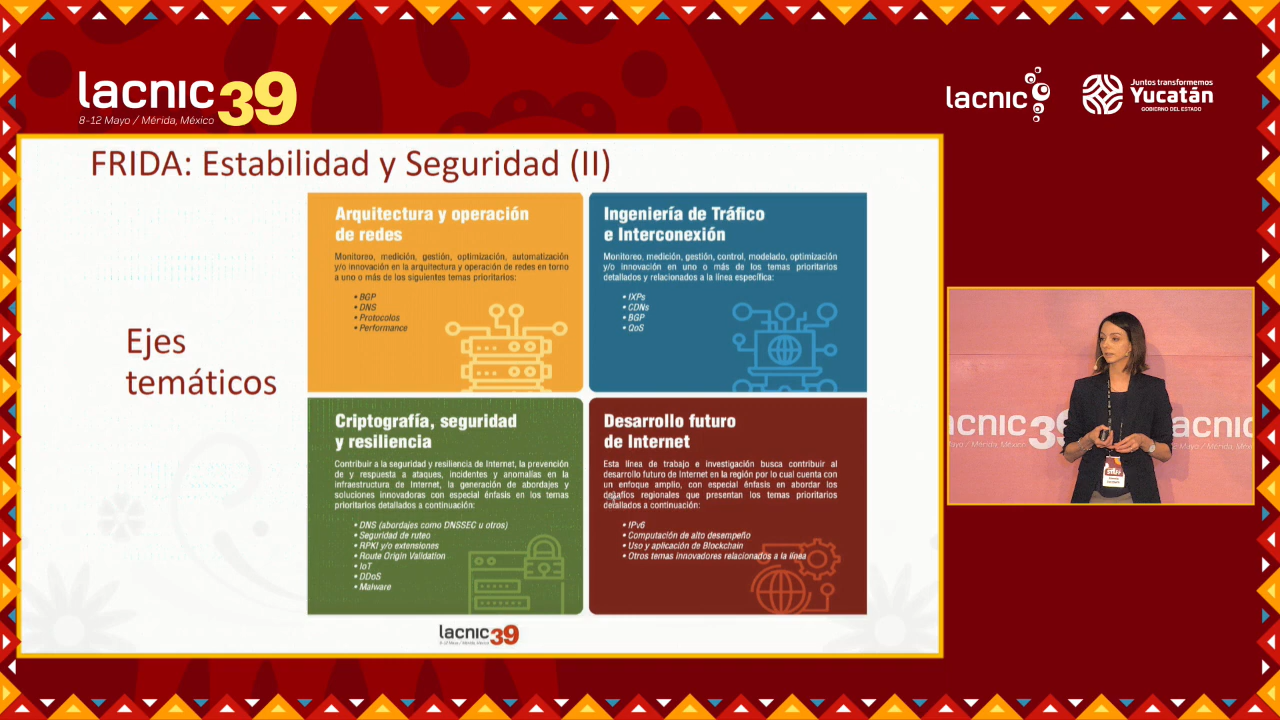 lacnic 39
8-12 Mayo / Mérida, México
lacnic
Juntos transformemos
Yucatán
GOBIERNO DEL ESTADO
FRIDA: Estabilidad y Seguridad (II)
Ejes
temáticos
Arquitectura y operación
de redes
Monitoreo, medición, gestión, optimización, automatización
y/o innovación en la arquitectura y operación de redes en torno
a uno o más de los siguientes temas prioritarios:
• BGP
• DNS
• Protocolos
• Performance
Ingeniería de Tráfico
e Interconexión
Monitoreo, medición, gestión, control, modelado, optimización
y/o innovación en uno o más de los temas prioritarios
detallados y relacionados a la línea específica:
• IXPs
• CDNs
• BGP
• QoS
Criptografía, seguridad
y resiliencia
Contribuir a la seguridad y resiliencia de Internet, la prevención
de y respuesta a ataques, incidentes y anomalías en la
infraestructura de Internet, la generación de abordajes y
soluciones innovadoras con especial énfasis en los temas
prioritarios detallados a continuación:
• DNS (abordajes como DNSSEC u otros)
• Seguridad de ruteo
• RPKI y/o extensiones
• Route Origin Validation
• IoT
• DDoS
• Malware
Desarrollo futuro
de Internet
Esta línea de trabajo e investigación busca contribuir al
desarrollo futuro de Internet en la región por lo cual cuenta con
un enfoque amplio, con especial énfasis en abordar los
desafíos regionales que presentan los temas prioritarios
detallados a continuación:
• IPv6
• Computación de alto desempeño
• Uso y aplicación de Blockchain
• Otros temas innovadores relacionados a la línea
lacnic 39
acnic 39
acnic
STAFF